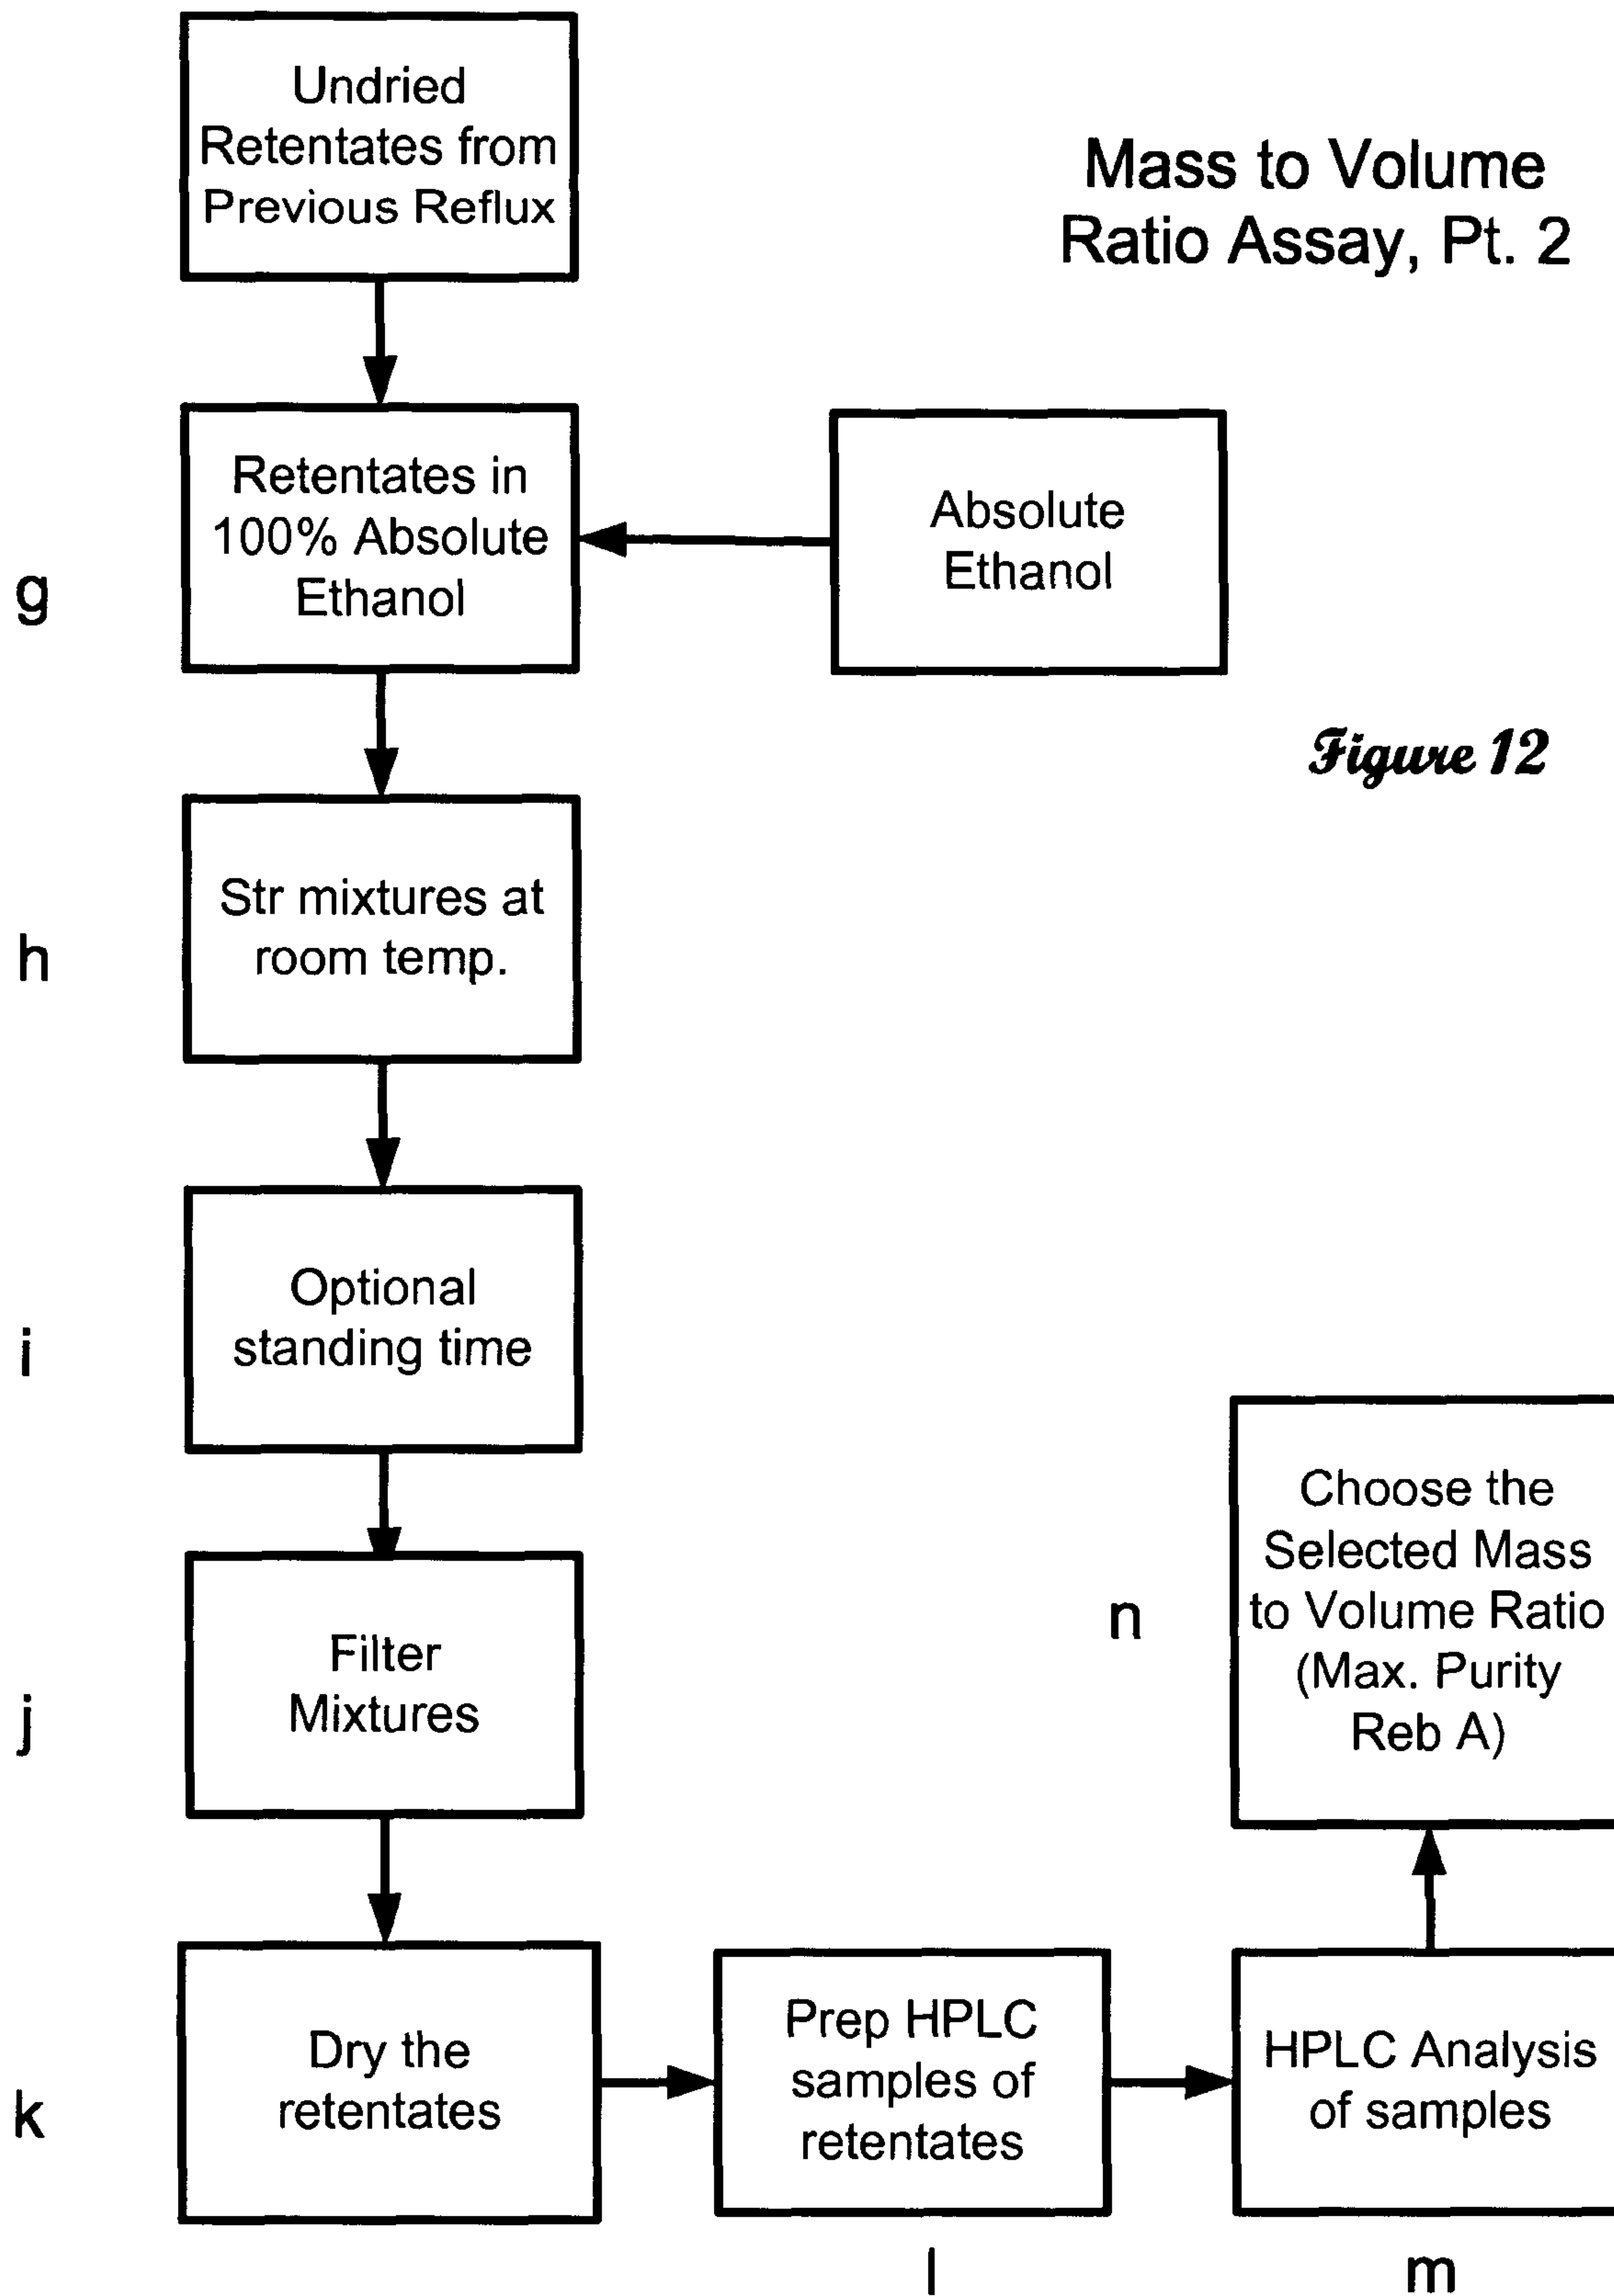 Undried
Retentates from
Previous Reflux
Mass to Volume
Ratio Assay, Pt. 2
g
Retentates in
100% Absolute
Ethanol
Absolute
Ethanol
Figure 12
h
Str mixtures at
room temp.
i
Optional
standing time
j
Filter
Mixtures
n
Choose the
Selected Mass
to Volume Ratio
(Max. Purity
Reb A)
k
Dry the
retentates
Prep HPLC
samples of
retentates
HPLC Analysis
of samples
l
m